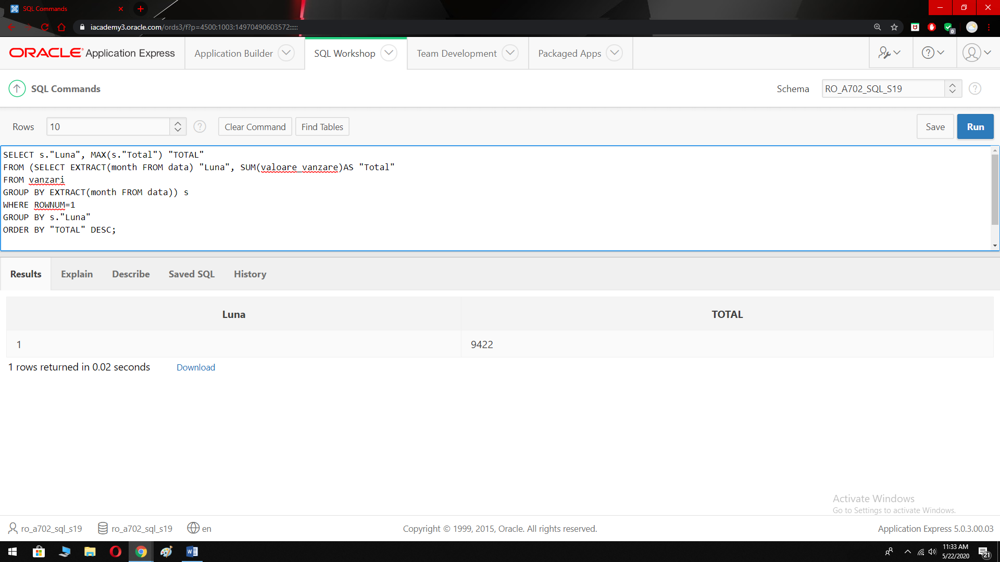 SQL Commands
iacademy3.oracle.com/ords3/f?p=4500:1003:14970490603572:::::
0
ORACLE Application Express
Application Builder
SQL Workshop
Team Development
Packaged Apps
SQL Commands
Schema
RO_A702_SQL_S19
Rows
10
Clear Command
Find Tables
Save
Run
SELECT s."Luna", MAX(s."Total") "TOTAL"
FROM (SELECT EXTRACT(month FROM data) "Luna", SUM(valoare_vanzare)AS "Total"
FROM vanzari
GROUP BY EXTRACT(month FROM data)) s
WHERE ROWNUM=1
GROUP BY s."Luna"
ORDER BY "TOTAL" DESC;
Results
Explain
Describe
Saved SQL
History
Luna
TOTAL
1
9422
1 rows returned in 0.02 seconds
Download
Activate Windows
Go to Settings to activate Windows.
ro_a702_sql_s19
ro_a702_sql_s19
en
Copyright © 1999, 2015, Oracle. All rights reserved.
Application Express 5.0.3.00.03
11:33 AM
5/22/2020
21